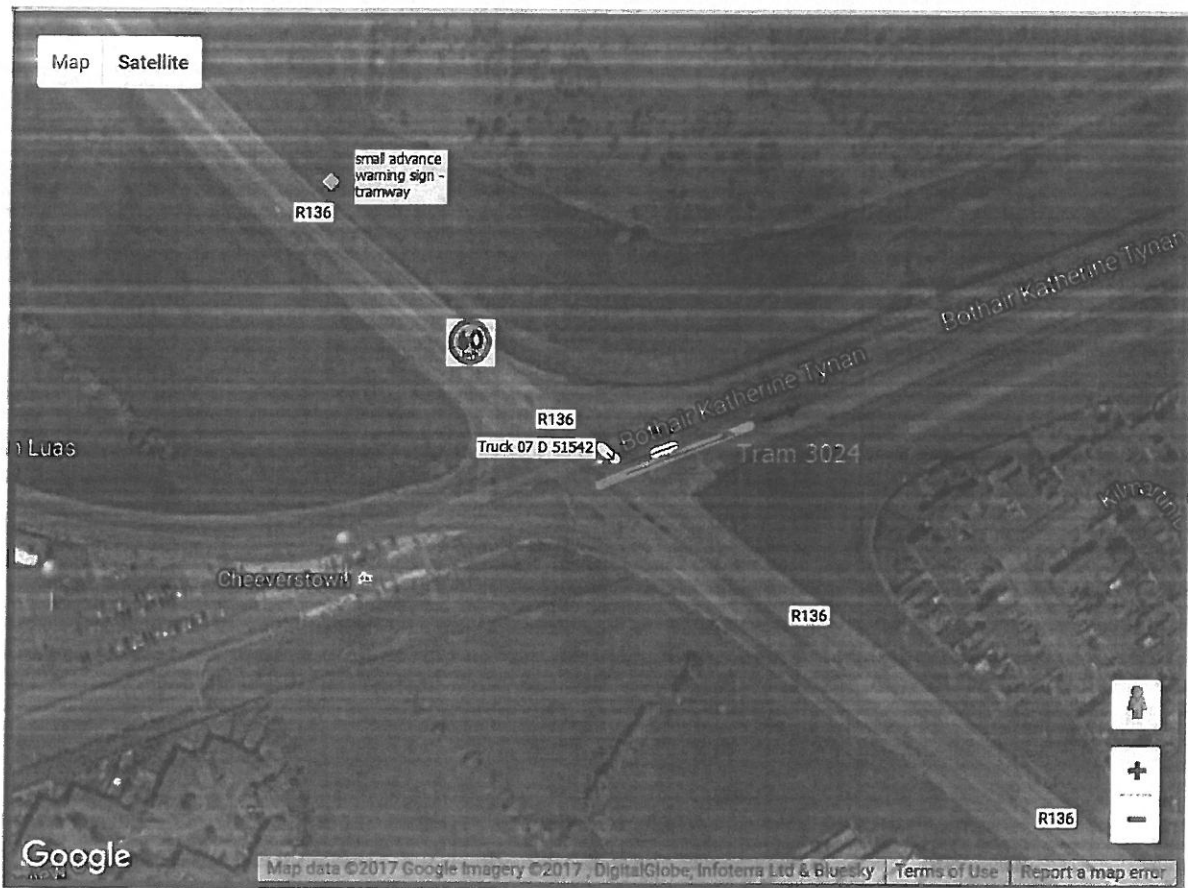 Map Satellite
small advance
warning sign -
tramway
R136
Bothair Katherine Tynan
Bothair Katherine Tynan
R136
Truck 07 D 51542
Tram 3024
Luas
Cheeverstown
R136
R136
Google
Map data ©2017 Google Imagery ©2017 , DigitalGlobe, Infoterra Ltd & Bluesky Terms of Use Report a map error